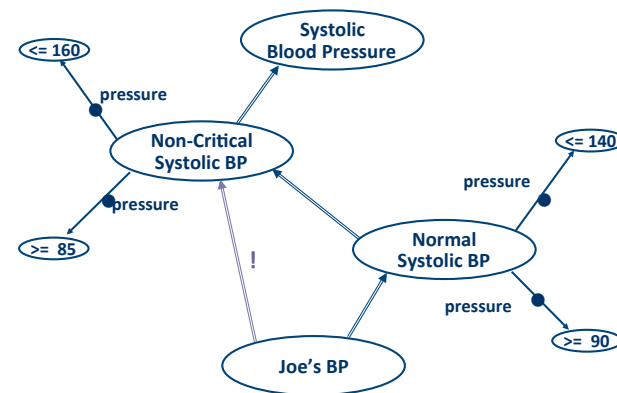 Systolic
Blood Pressure
<= 160
pressure
Non-Critical
Systolic BP
<= 140
pressure
pressure
>= 85
!
Normal
Systolic BP
pressure
>= 90
Joe's BP